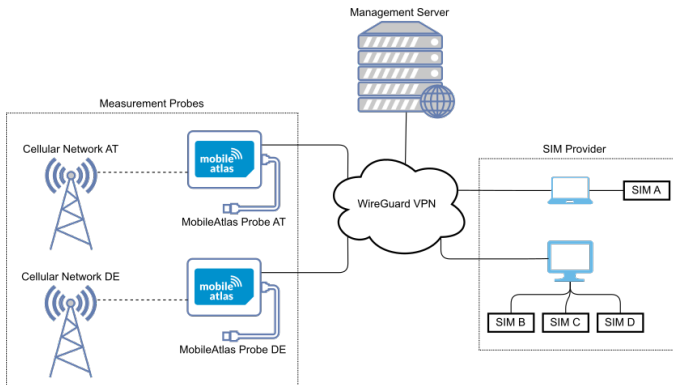 Management Server
Measurement Probes
Cellular Network AT
mobile
atlas
MobileAtlas Probe AT
WireGuard VPN
SIM Provider
SIM A
Cellular Network DE
mobile
atlas
MobileAtlas Probe DE
SIM B
SIM C
SIM D